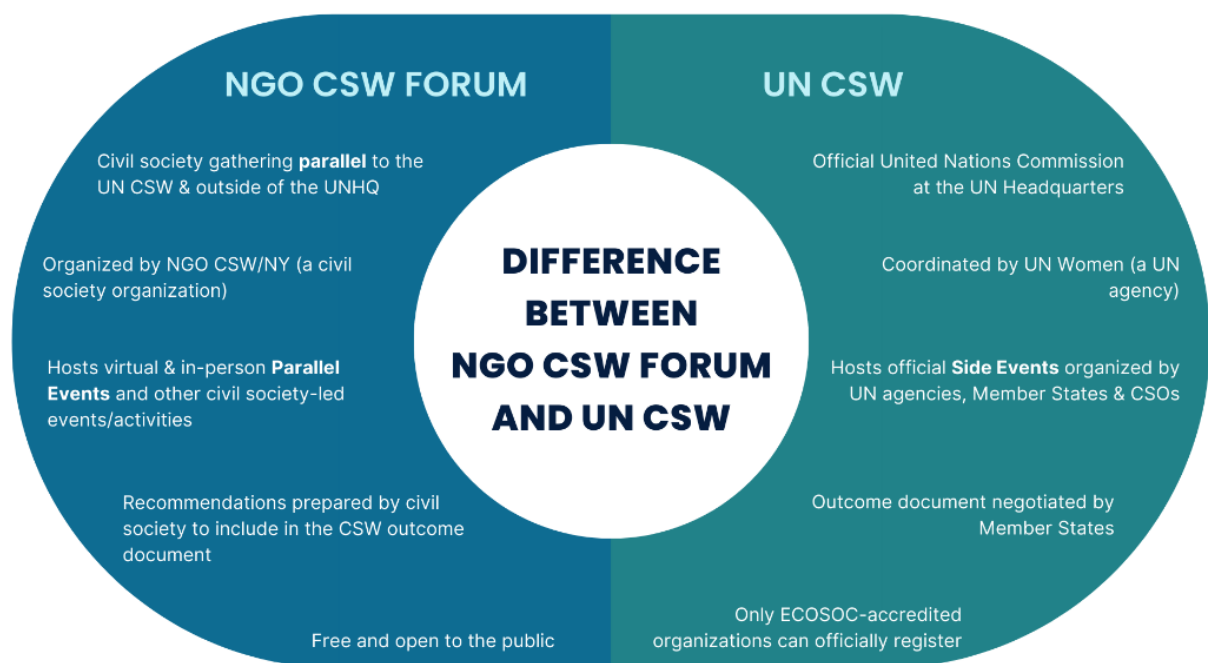 NGO CSW FORUM
Civil society gathering parallel to the
UN CSW & outside of the UNHQ
Organized by NGO CSW/NY (a civil
society organization)
Hosts virtual & in-person Parallel
Events and other civil society-led
events/activities
Recommendations prepared by civil
society to include in the CSW outcome
document
Free and open to the public
DIFFERENCE
BETWEEN
NGO CSW FORUM
AND UN CSW
UN CSW
Official United Nations Commission
at the UN Headquarters
Coordinated by UN Women (a UN
agency)
Hosts official Side Events organized by
UN agencies, Member States & CSOs
Outcome document negotiated by
Member States
Only ECOSOC-accredited
organizations can officially register